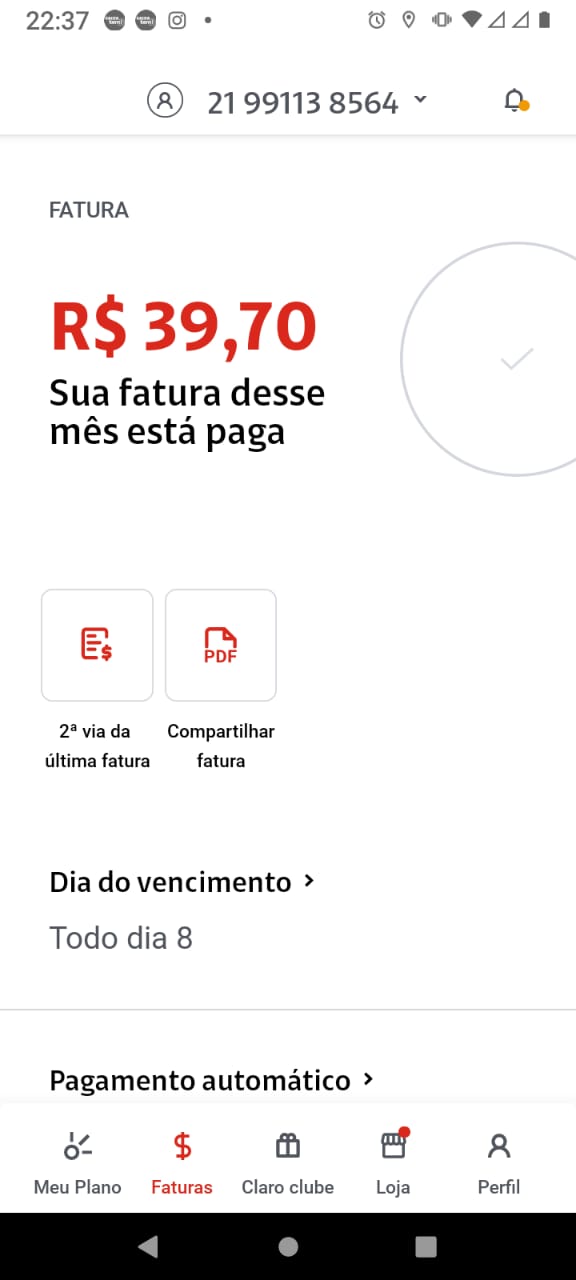 22:37
21 99113 8564
FATURA
R$ 39,70
Sua fatura desse
mês está paga
PDF
2ª via da
última fatura
Compartilhar
fatura
Dia do vencimento
Todo dia 8
Pagamento automático
Meu Plano
Faturas
Claro clube
Loja
Perfil